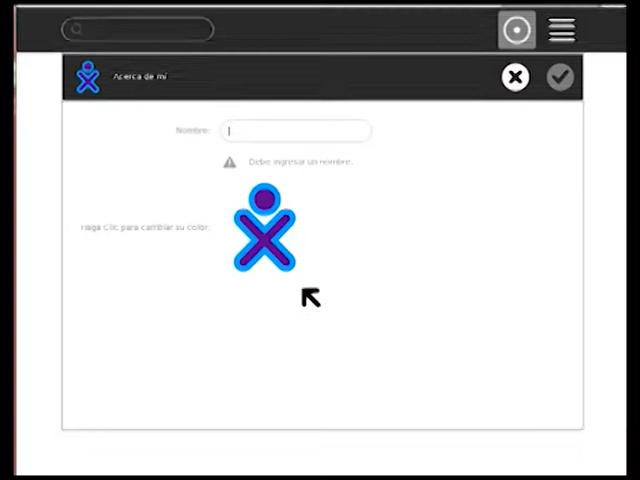 Acerca de mí
Nombre:
Debe ingresar un nombre.
Haga Clic para cambiar su color: